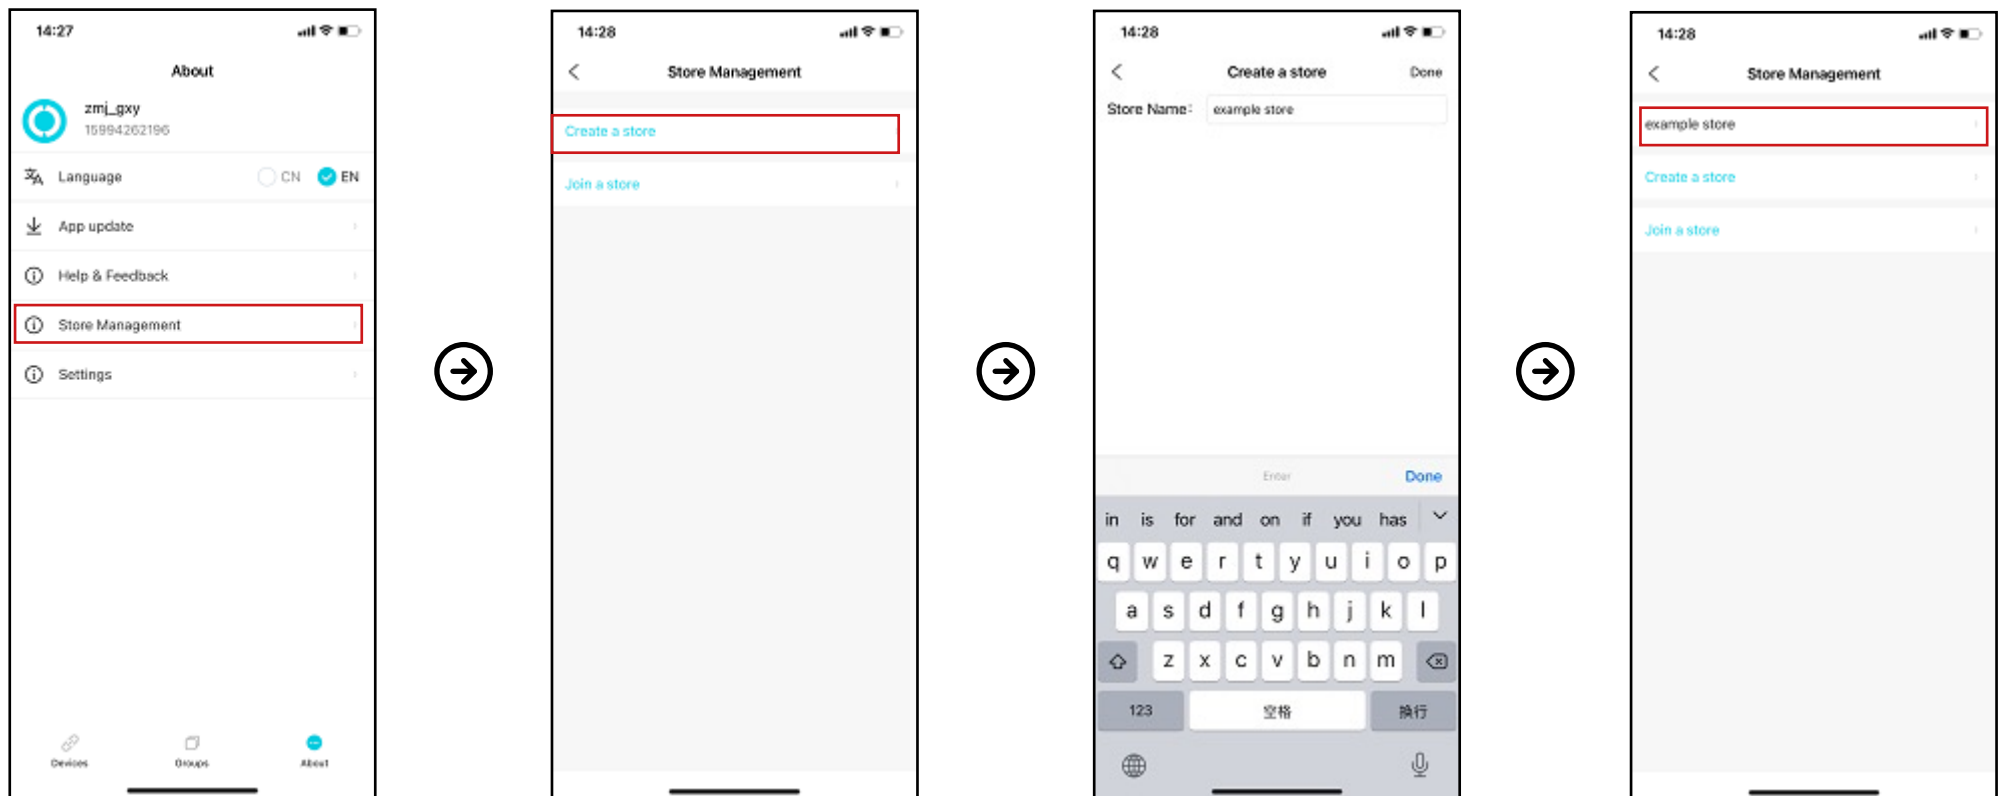 14:27
About
zmj_gxy
15994262196
Language
CN
EN
App update
Help & Feedback
Store Management
Settings
Devices
Groups
About
14:28
Store Management
Create a store
Join a store
14:28
Create a store
Done
Store Name:
example store
Enter
Done
in is for and on if you has
q w e r t y u i o p
a s d f g h j k l
z x c v b n m
123
空格
换行
14:28
Store Management
example store
Create a store
Join a store